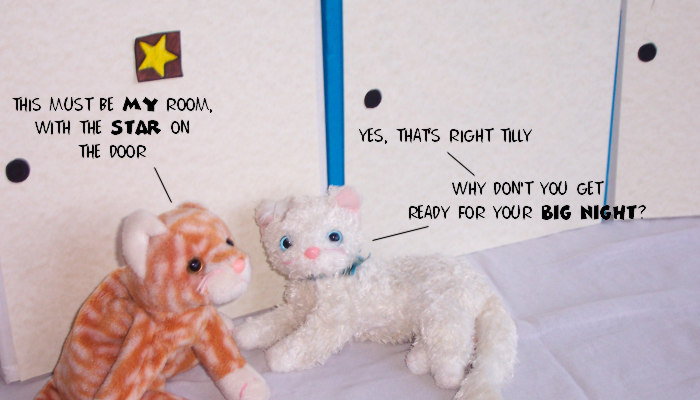 THIS MUST BE MY ROOM,
WITH THE STAR ON
THE DOOR
YES, THAT'S RIGHT TILLY
WHY DON'T YOU GET
READY FOR YOUR BIG NIGHT?